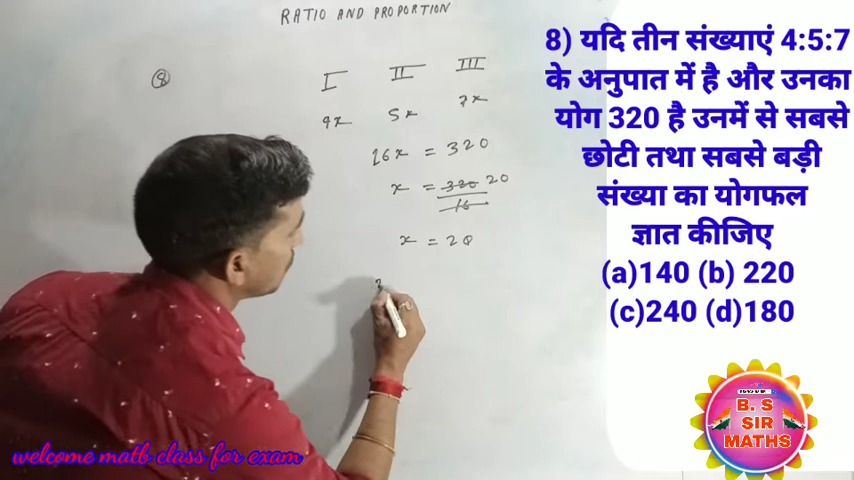 RATIO AND PROPORTION
8
I II III
4x 5x 7x
16x = 320
x = 320 20
16
x = 20
8) यदि तीन संख्याएं 4:5:7
के अनुपात में है और उनका
योग 320 है उनमें से सबसे
छोटी तथा सबसे बड़ी
संख्या का योगफल
ज्ञात कीजिए
(a)140 (b) 220
(c)240 (d)180
B. S
SIR
MATHS
welcome math class for exam